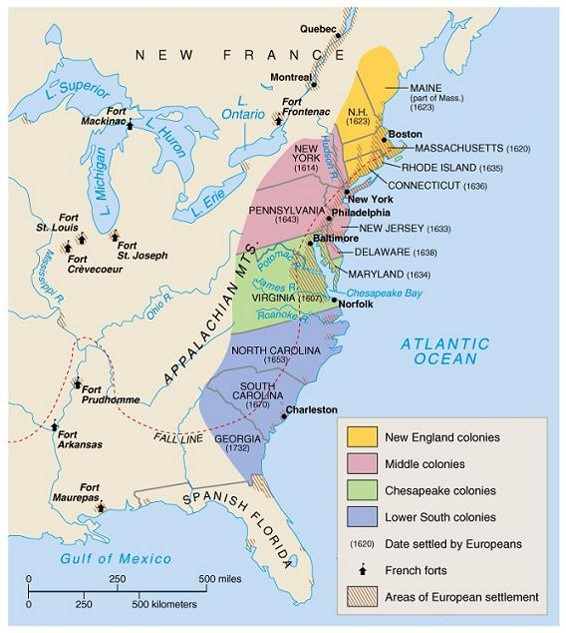 Quebec
NEW FRANCE
Montreal
L. Superior
Fort
Mackinac
L.
Ontario
Fort
Frontenac
L. Huron
L. Michigan
L. Erie
MAINE
(part of Mass.)
(1623)
N.H.
(1623)
Boston
MASSACHUSETTS (1620)
RHODE ISLAND (1635)
CONNECTICUT (1636)
Hudson R.
NEW
YORK
(1614)
New York
PENNSYLVANIA
(1643)
Philadelphia
NEW JERSEY (1633)
Baltimore
DELAWARE (1638)
MARYLAND (1634)
Fort
St. Louis
Fort
St. Joseph
Fort
Crèvecoeur
Mississippi R.
Ohio R.
APPALACHIAN MTS.
Potomac R.
James R.
Chesapeake Bay
VIRGINIA (1607)
Norfolk
Roanoke R.
NORTH CAROLINA
(1653)
ATLANTIC
OCEAN
SOUTH
CAROLINA
(1670)
Charleston
Fort
Prudhomme
Fort
Arkansas
FALL LINE
GEORGIA
(1732)
Fort
Maurepas
SPANISH FLORIDA
Gulf of Mexico
0 250 500 miles
0 250 500 kilometers
New England colonies
Middle colonies
Chesapeake colonies
Lower South colonies
(1620) Date settled by Europeans
French forts
Areas of European settlement